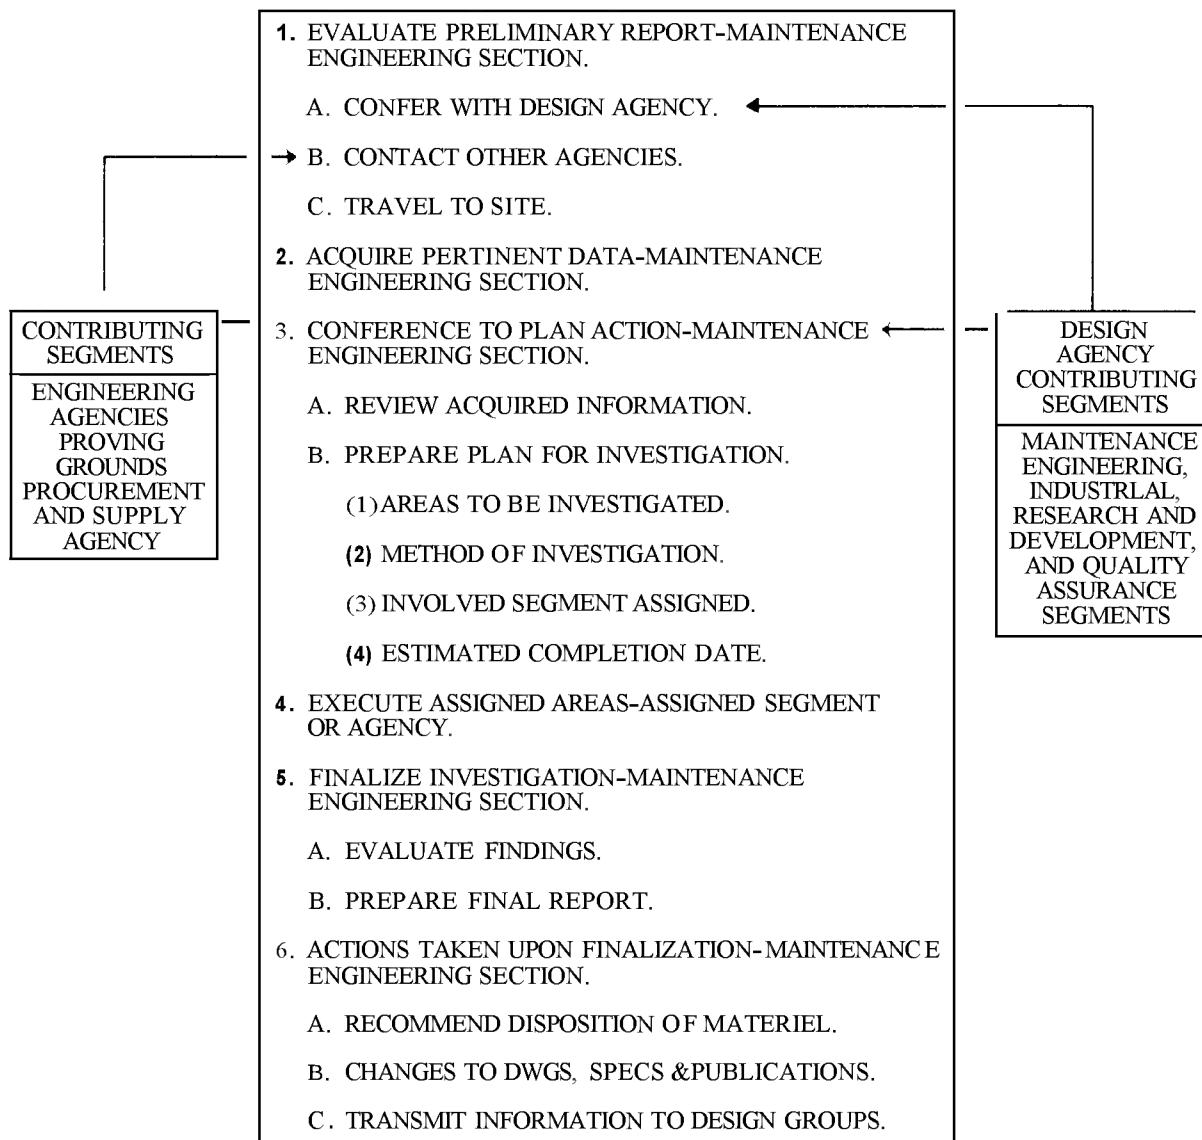 1. EVALUATE PRELIMINARY REPORT-MAINTENANCE
ENGINEERING SECTION.
A. CONFER WITH DESIGN AGENCY.
B. CONTACT OTHER AGENCIES.
C. TRAVEL TO SITE.
2. ACQUIRE PERTINENT DATA-MAINTENANCE
ENGINEERING SECTION.
3. CONFERENCE TO PLAN ACTION-MAINTENANCE
ENGINEERING SECTION.
A. REVIEW ACQUIRED INFORMATION.
B. PREPARE PLAN FOR INVESTIGATION.
(1) AREAS TO BE INVESTIGATED.
(2) METHOD OF INVESTIGATION.
(3) INVOLVED SEGMENT ASSIGNED.
(4) ESTIMATED COMPLETION DATE.
4. EXECUTE ASSIGNED AREAS-ASSIGNED SEGMENT
OR AGENCY.
5. FINALIZE INVESTIGATION-MAINTENANCE
ENGINEERING SECTION.
A. EVALUATE FINDINGS.
B. PREPARE FINAL REPORT.
6. ACTIONS TAKEN UPON FINALIZATION-MAINTENANCE
ENGINEERING SECTION.
A. RECOMMEND DISPOSITION OF MATERIEL.
B. CHANGES TO DWGS, SPECS &PUBLICATIONS.
C. TRANSMIT INFORMATION TO DESIGN GROUPS.
CONTRIBUTING
SEGMENTS
ENGINEERING
AGENCIES
PROVING
GROUNDS
PROCUREMENT
AND SUPPLY
AGENCY
DESIGN
AGENCY
CONTRIBUTING
SEGMENTS
MAINTENANCE
ENGINEERING,
INDUSTRLAL,
RESEARCH AND
DEVELOPMENT,
AND QUALITY
ASSURANCE
SEGMENTS